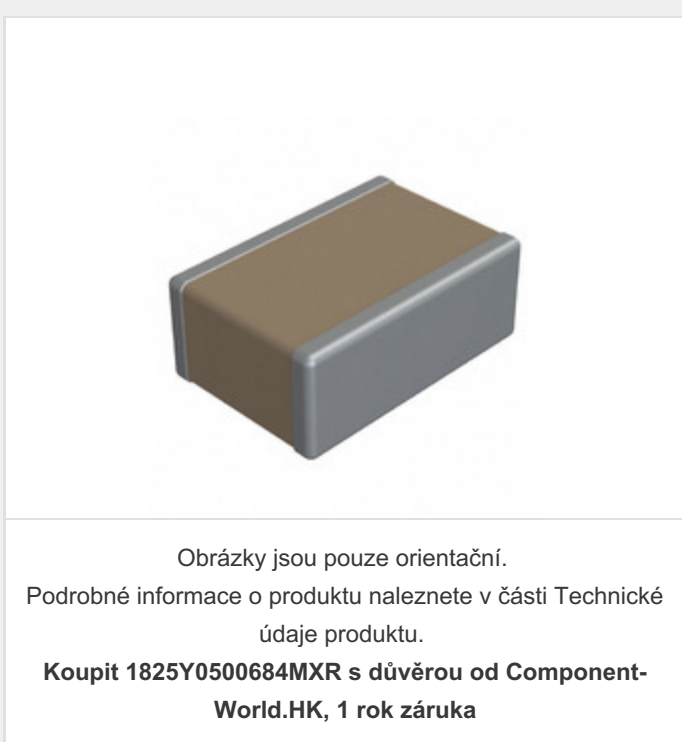 Obrázky jsou pouze orientační.
Podrobné informace o produktu naleznete v části Technické
údaje produktu.
Koupit 1825Y0500684MXR s důvěrou od Component-
World.HK, 1 rok záruka